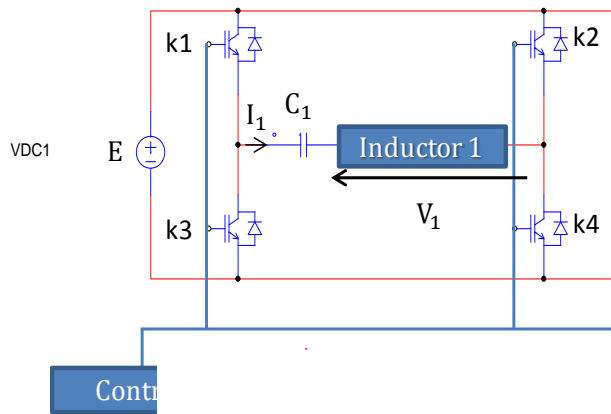 k1
k2
I₁
C₁
VDC1
E
Inductor 1
V₁
k3
k4
Contr